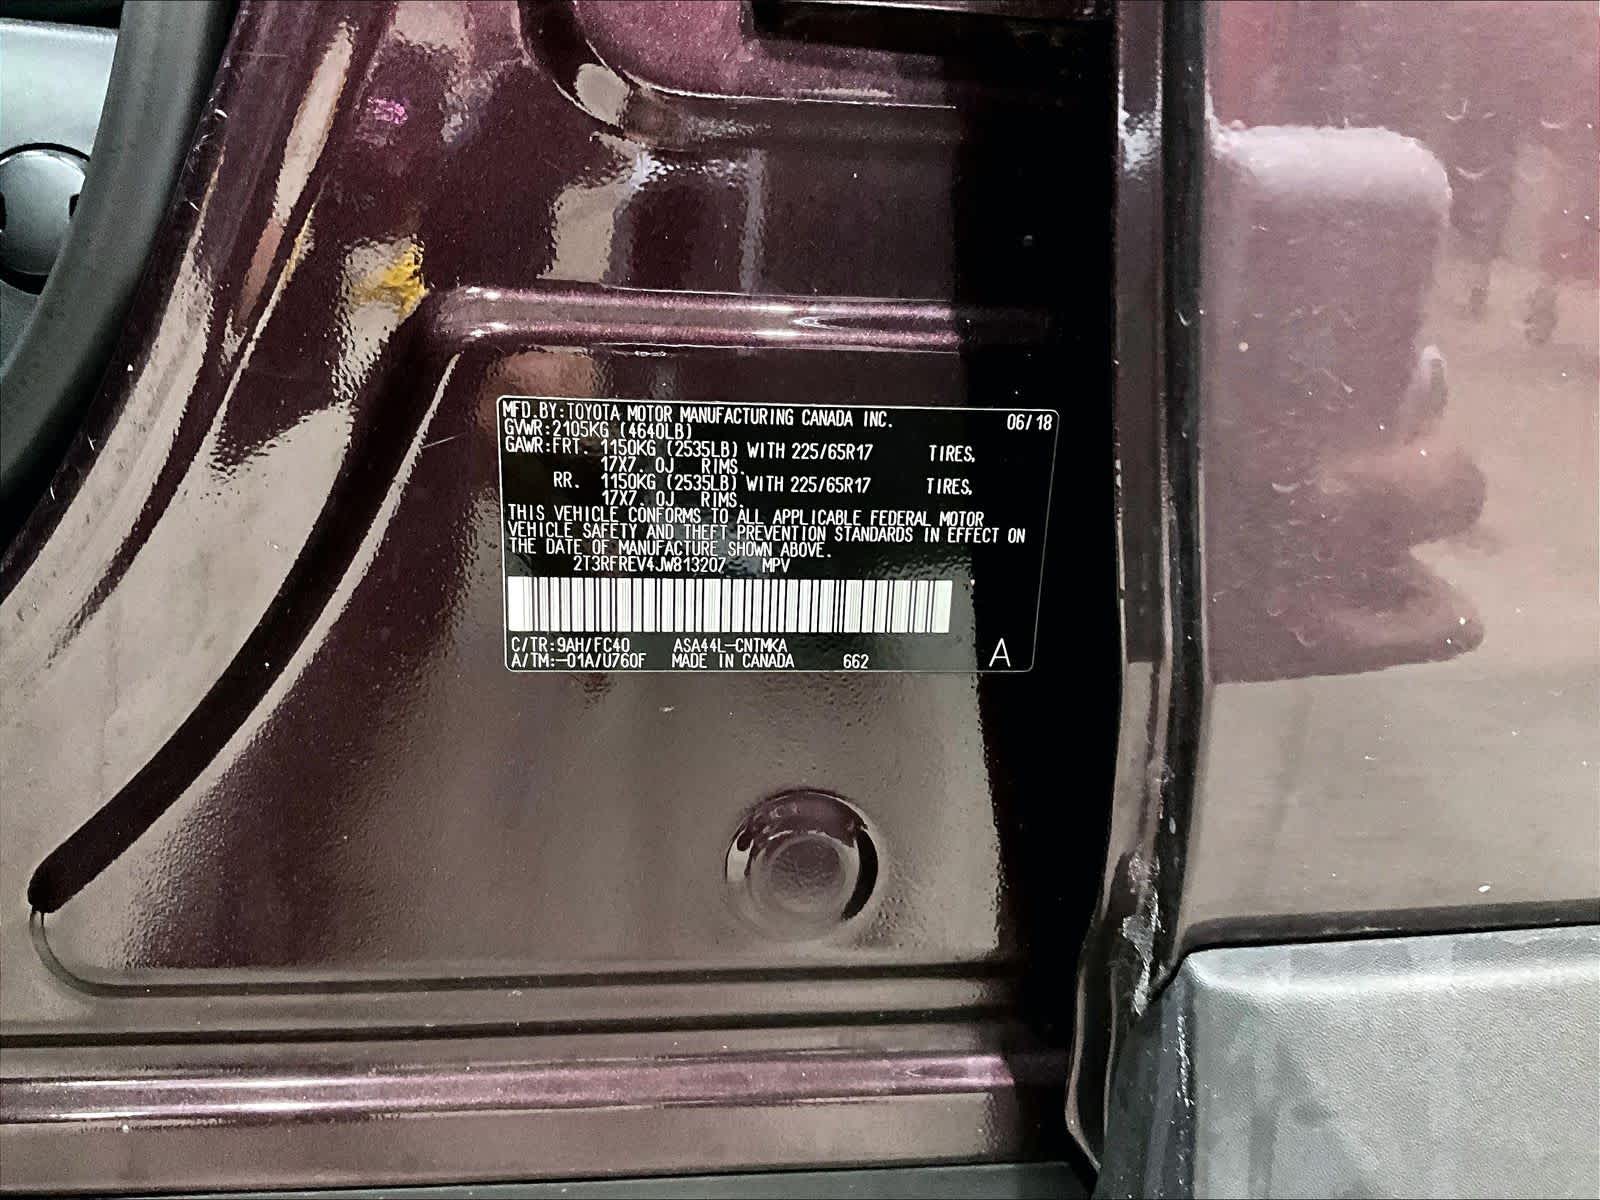 MFD.BY:TOYOTA MOTOR MANUFACTURING CANADA INC. 06/18
GVWR:2105KG (4640LB)
GAWR:FRT. 1150KG (2535LB) WITH 225/65R17 TIRES,
17X7. OJ RIMS.
RR. 1150KG (2535LB) WITH 225/65R17 TIRES,
17X7. OJ RIMS.
THIS VEHICLE CONFORMS TO ALL APPLICABLE FEDERAL MOTOR
VEHICLE SAFETY AND THEFT PREVENTION STANDARDS IN EFFECT ON
THE DATE OF MANUFACTURE SHOWN ABOVE.
2T3RFREV4JW813207 MPV
C/TR:9AH/FC40 ASA44L-CNTMKA
A/TM:-01A/U760F MADE IN CANADA 662 A